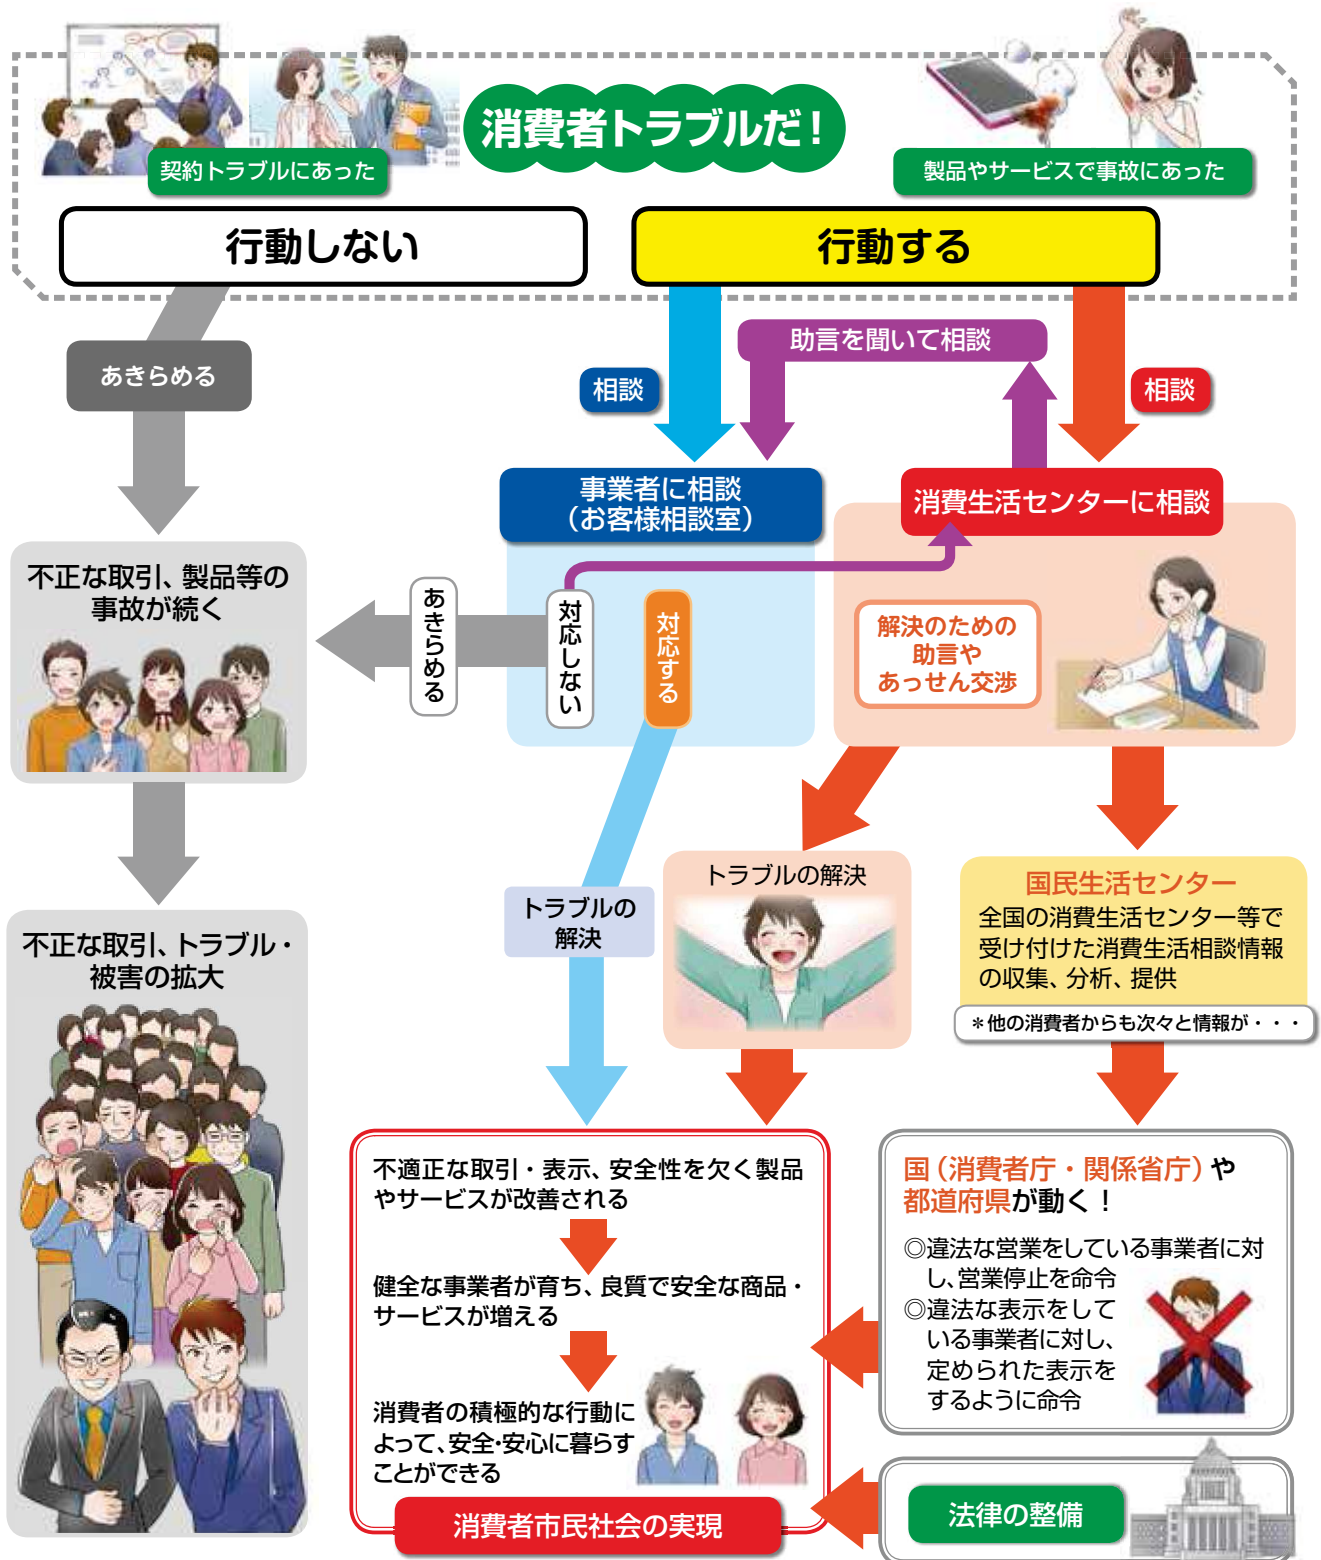 消費者トラブルだ！
契約トラブルにあった
製品やサービスで事故にあった
行動しない
行動する
あきらめる
相談
助言を聞いて相談
相談
事業者に相談
（お客様相談室）
消費生活センターに相談
不正な取引、製品等の
事故が続く
あきらめる
対応しない
対応する
解決のための
助言や
あっせん交渉
不正な取引、トラブル・
被害の拡大
トラブルの
解決
トラブルの解決
国民生活センター
全国の消費生活センター等で
受け付けた消費生活相談情報
の収集、分析、提供
＊他の消費者からも次々と情報が・・・
不適正な取引・表示、安全性を欠く製品
やサービスが改善される
健全な事業者が育ち、良質で安全な商品・
サービスが増える
消費者の積極的な行動に
よって、安全・安心に暮らす
ことができる
消費者市民社会の実現
国（消費者庁・関係省庁）や
都道府県が動く！
◎違法な営業をしている事業者に対
し、営業停止を命令
◎違法な表示をして
いる事業者に対し、
定められた表示を
するように命令
法律の整備